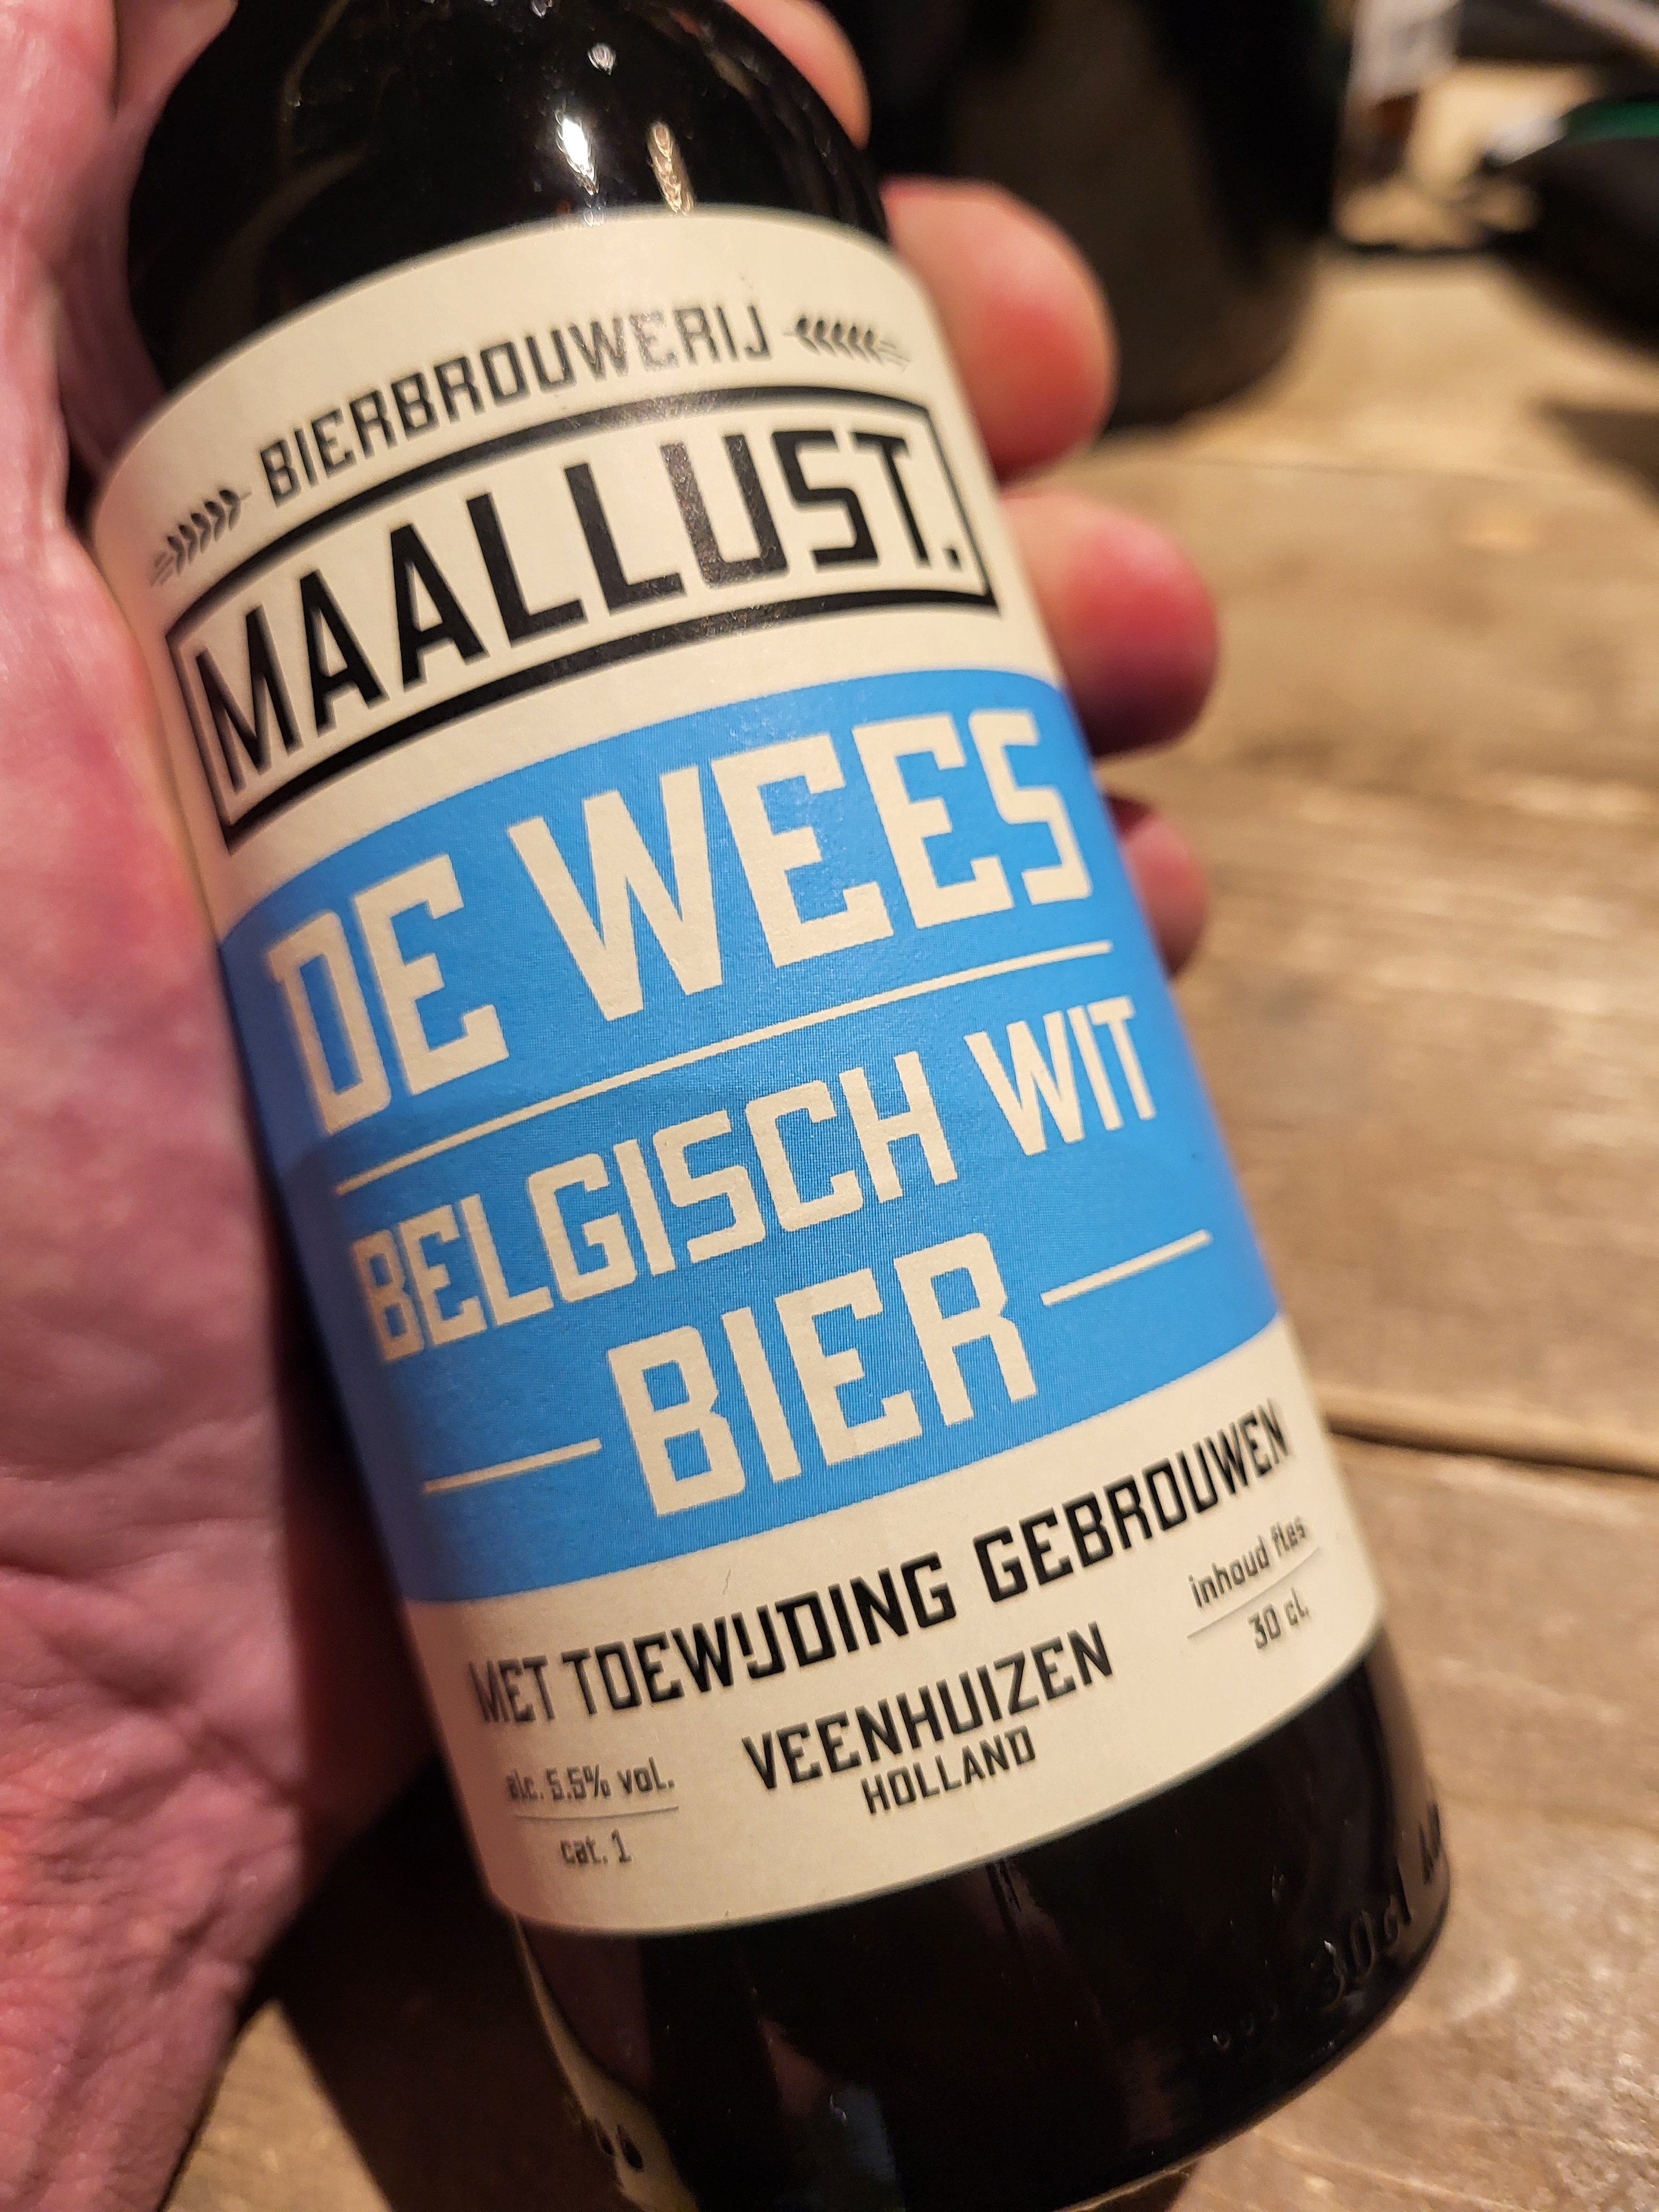 BIERBROUWERIJ
MAALLUST.
DE WEES
BELGISCH WIT
BIER
MET TOEWIJDING GEBROUWEN
inhoud fles
30 cl.
VEENHUIZEN
HOLLAND
alc. 5.5% vol.
cat. 1
30cl